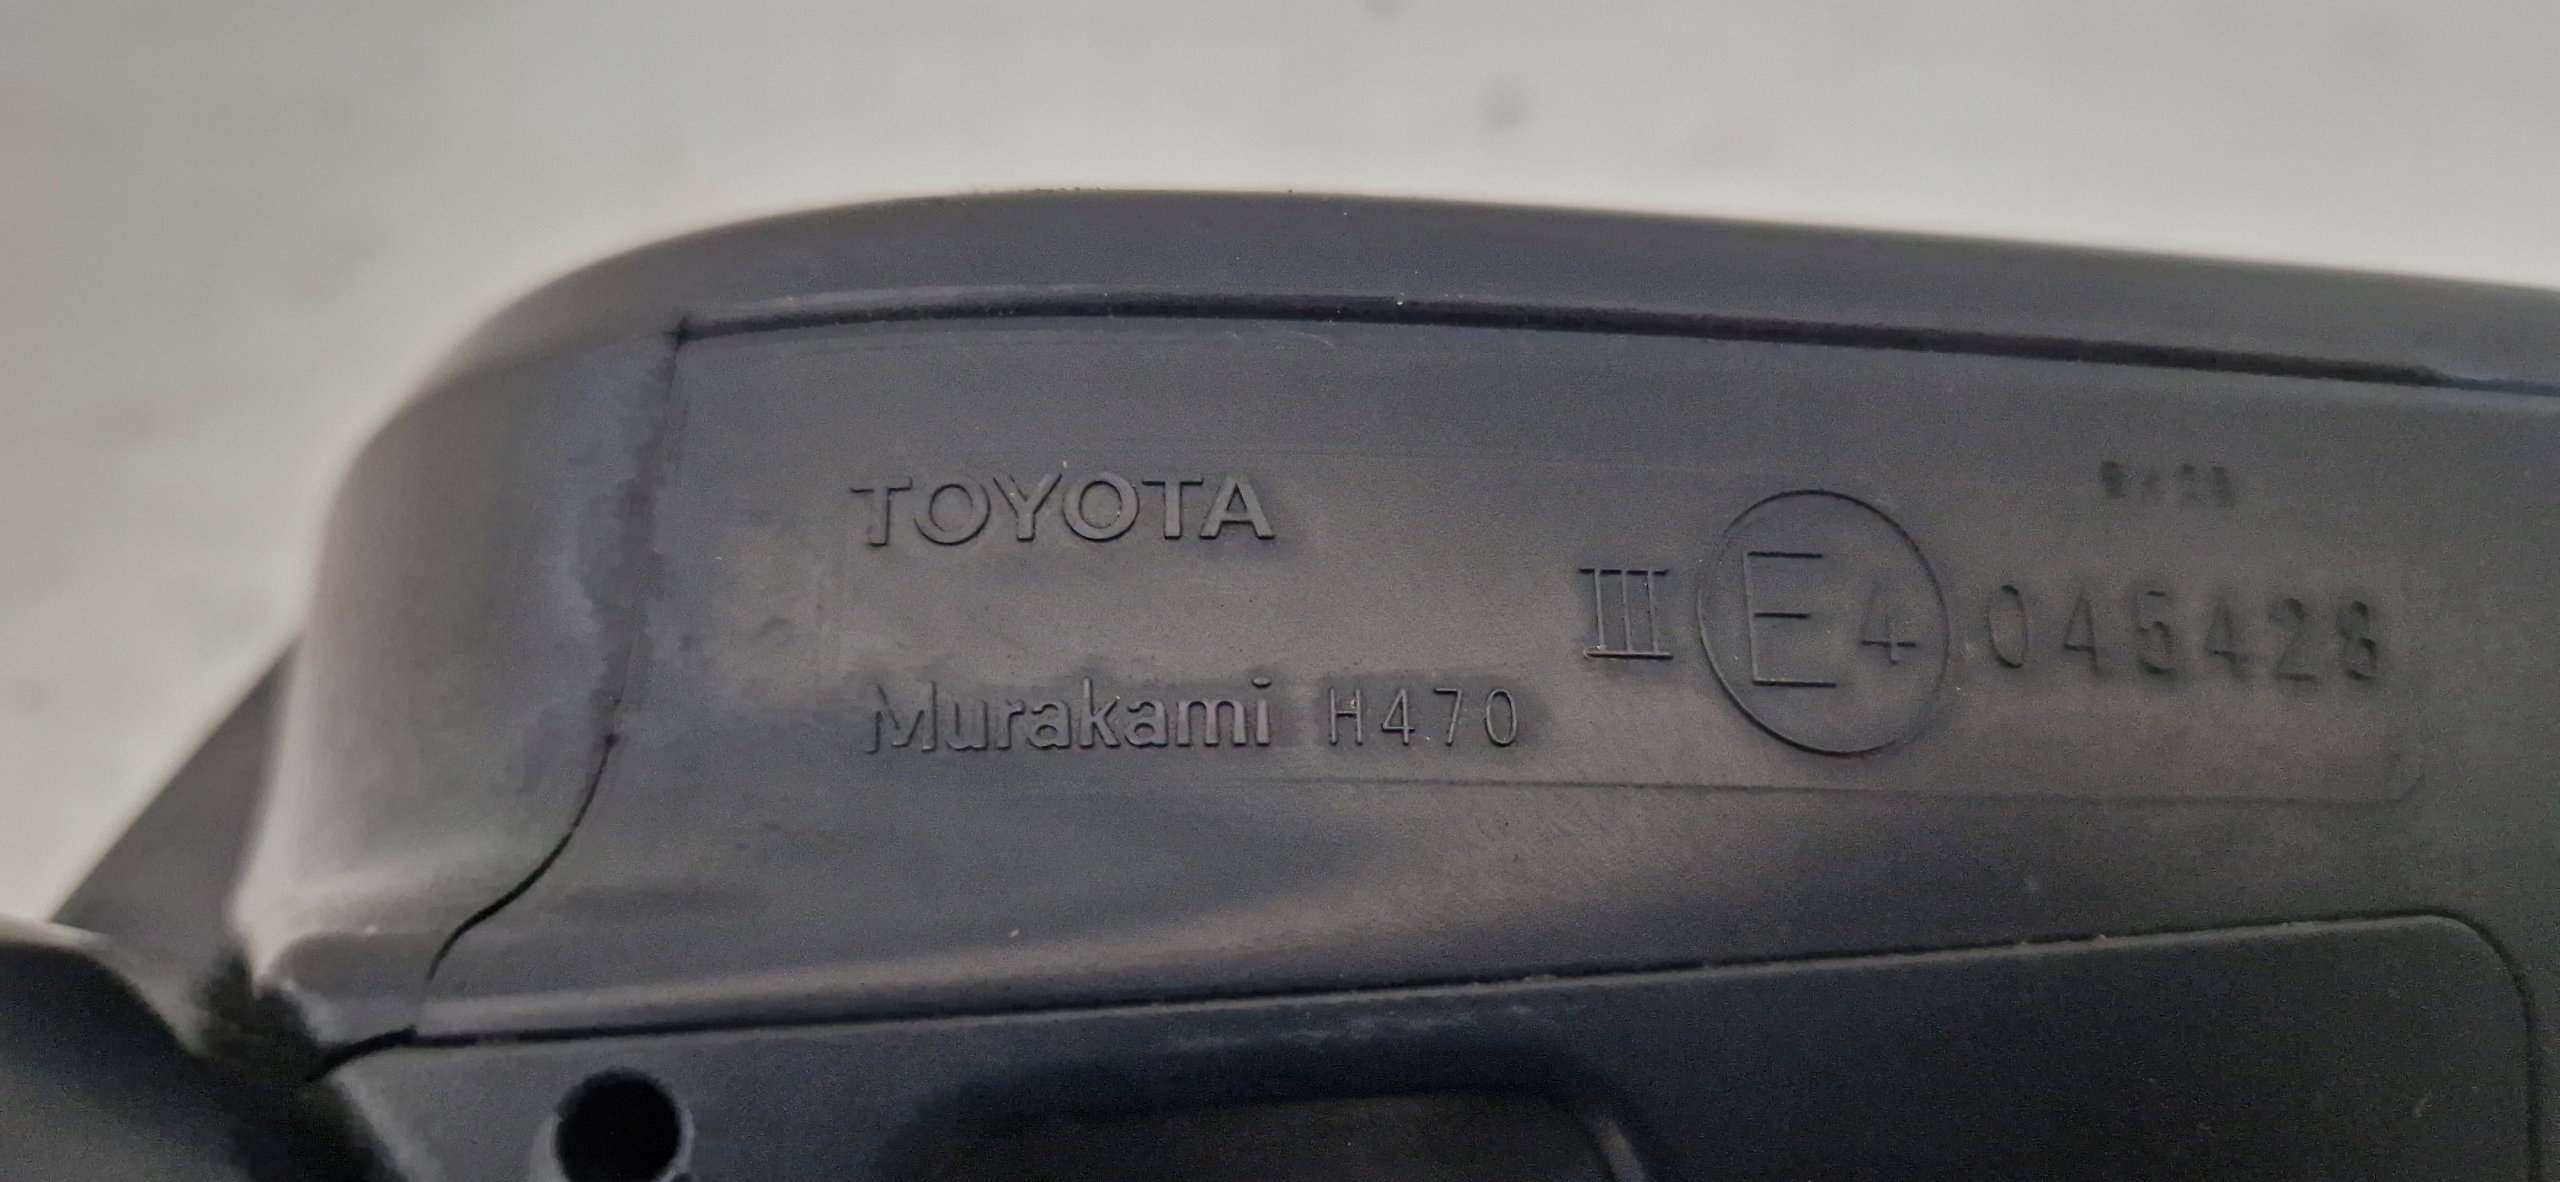 TOYOTA
III E4 045428
Murakami H470